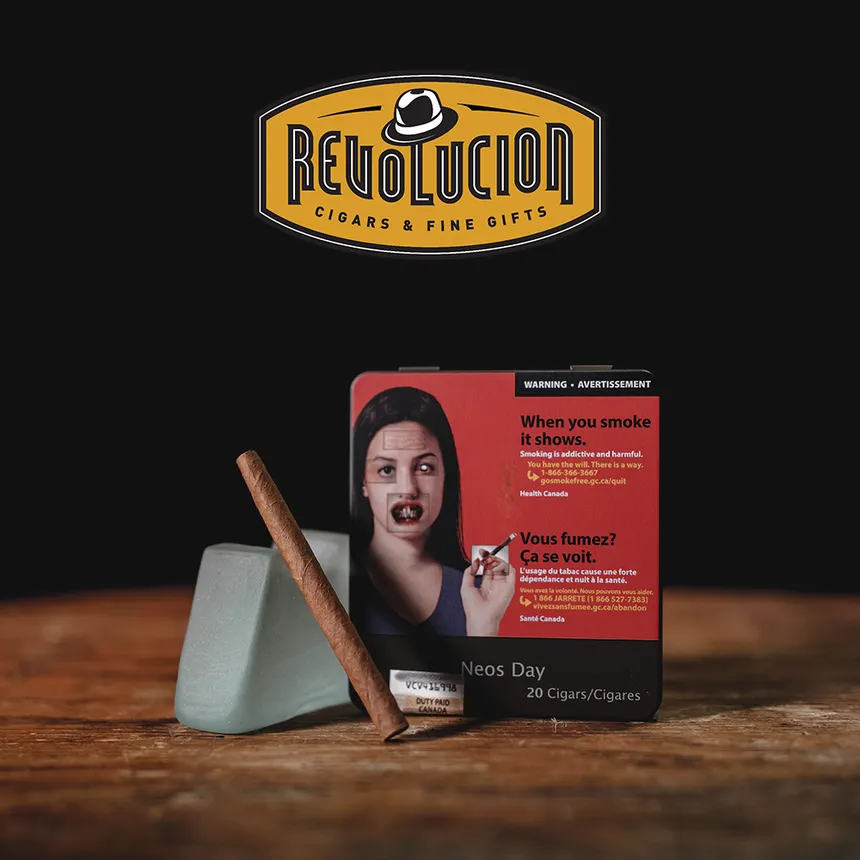 REVOLUCION
CIGARS & FINE GIFTS
WARNING • AVERTISSEMENT
When you smoke
it shows.
Smoking is addictive and harmful.
You have the will. There is a way.
1-866-366-3667
gosmokefree.gc.ca/quit
Health Canada
Vous fumez?
Ça se voit.
L'usage du tabac cause une forte
dépendance et nuit à la santé.
Vous avez la volonté. Nous pouvons vous aider.
1 866 JARRETE (1 866 527-7383)
vivezsansfumee.gc.ca/abandon
Santé Canada
Neos Day
20 Cigars/Cigares
VCV416998
DUTY PAID
CANADA